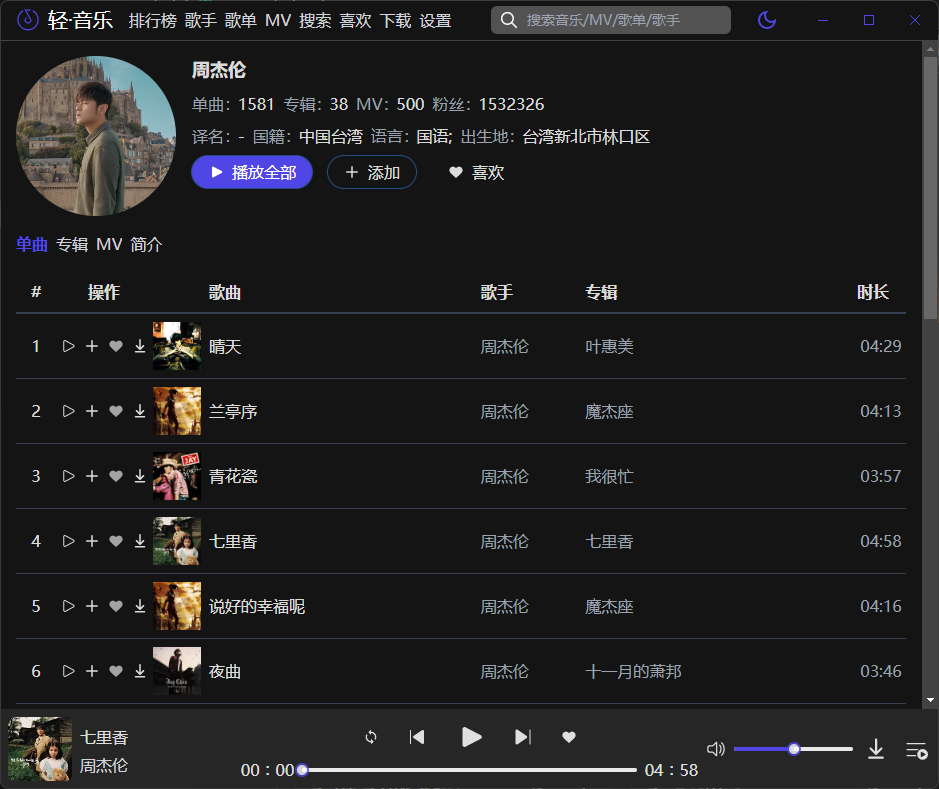 轻·音乐 排行榜 歌手 歌单 MV 搜索 喜欢 下载 设置 搜索音乐/MV/歌单/歌手
周杰伦
单曲：1581 专辑：38 MV：500 粉丝：1532326
译名：- 国籍：中国台湾 语言：国语; 出生地：台湾新北市林口区
播放全部 添加 喜欢
单曲 专辑 MV 简介
# 操作 歌曲 歌手 专辑 时长
1 晴天 周杰伦 叶惠美 04:29
2 兰亭序 周杰伦 魔杰座 04:13
3 青花瓷 周杰伦 我很忙 03:57
4 七里香 周杰伦 七里香 04:58
5 说好的幸福呢 周杰伦 魔杰座 04:16
6 夜曲 周杰伦 十一月的萧邦 03:46
七里香
周杰伦
00：00 04：58